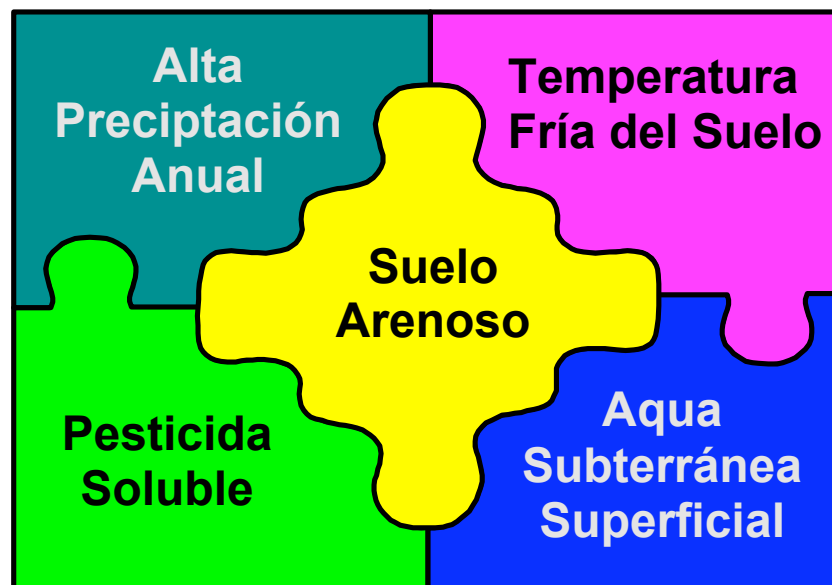 Alta
Preciptación
Anual
Temperatura
Fría del Suelo
Suelo
Arenoso
Pesticida
Soluble
Aqua
Subterránea
Superficial